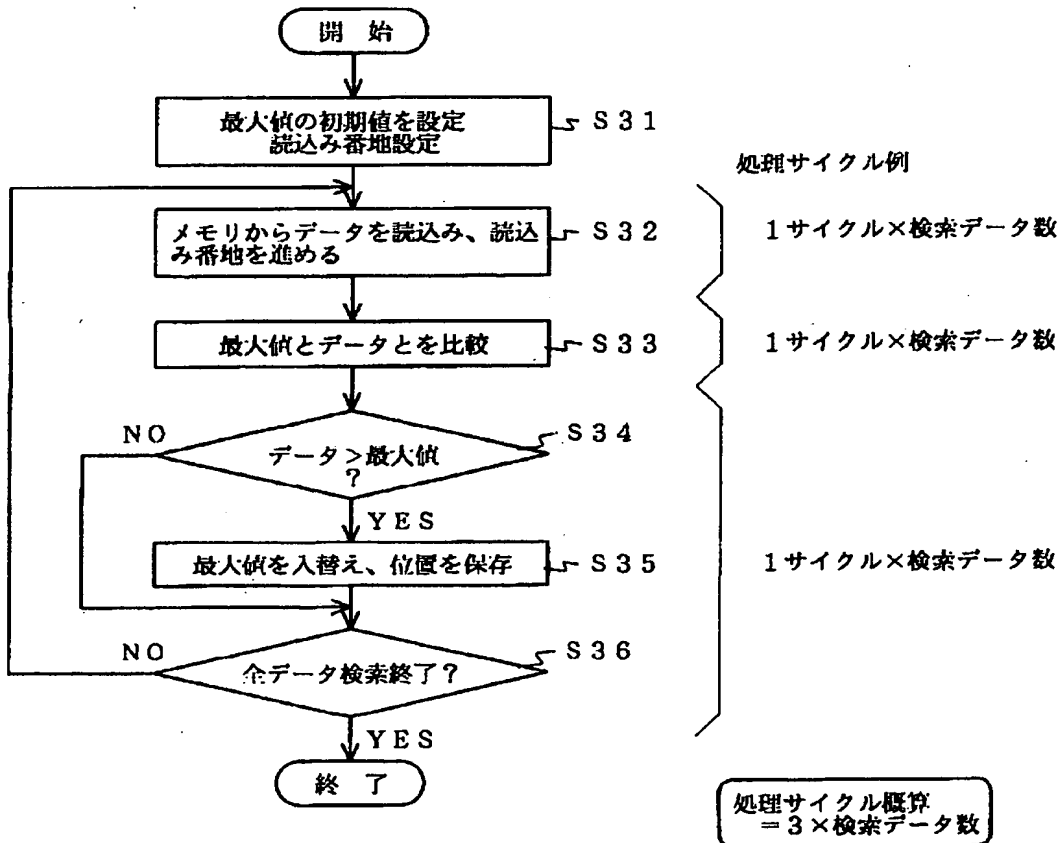 開 始
最大値の初期値を設定
読込み番地設定
S31
処理サイクル例
メモリからデータを読込み、読込
み番地を進める
S32
1サイクル×検索データ数
最大値とデータとを比較
S33
1サイクル×検索データ数
NO
データ>最大値
?
S34
YES
最大値を入替え、位置を保存
S35
1サイクル×検索データ数
NO
全データ検索終了?
S36
YES
終 了
処理サイクル概算
=3×検索データ数